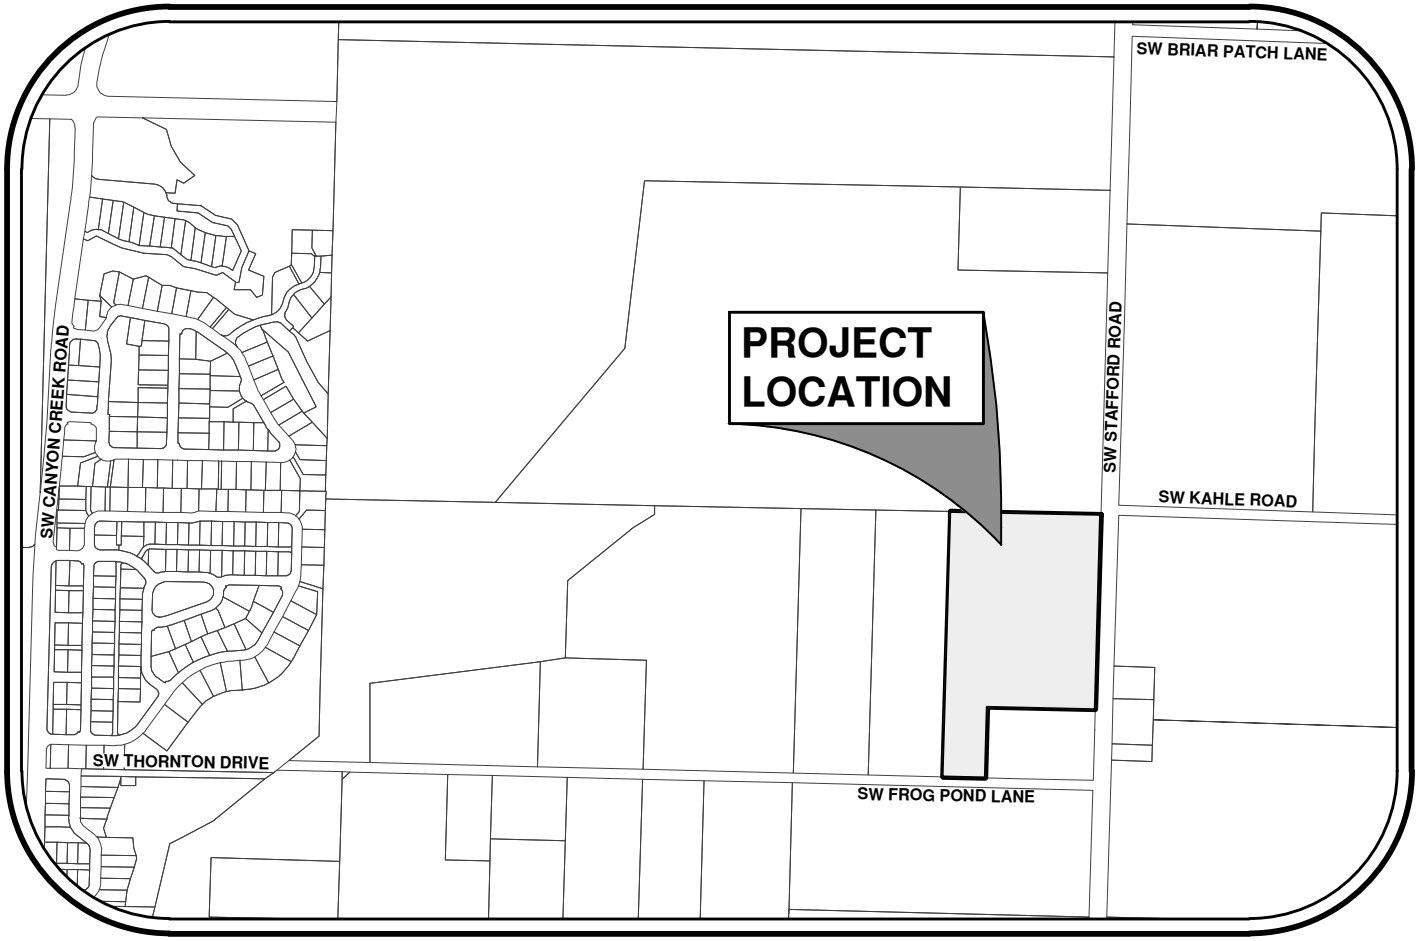 SW BRIAR PATCH LANE
PROJECT
LOCATION
SW STAFFORD ROAD
SW CANYON CREEK ROAD
SW KAHLE ROAD
SW THORNTON DRIVE
SW FROG POND LANE